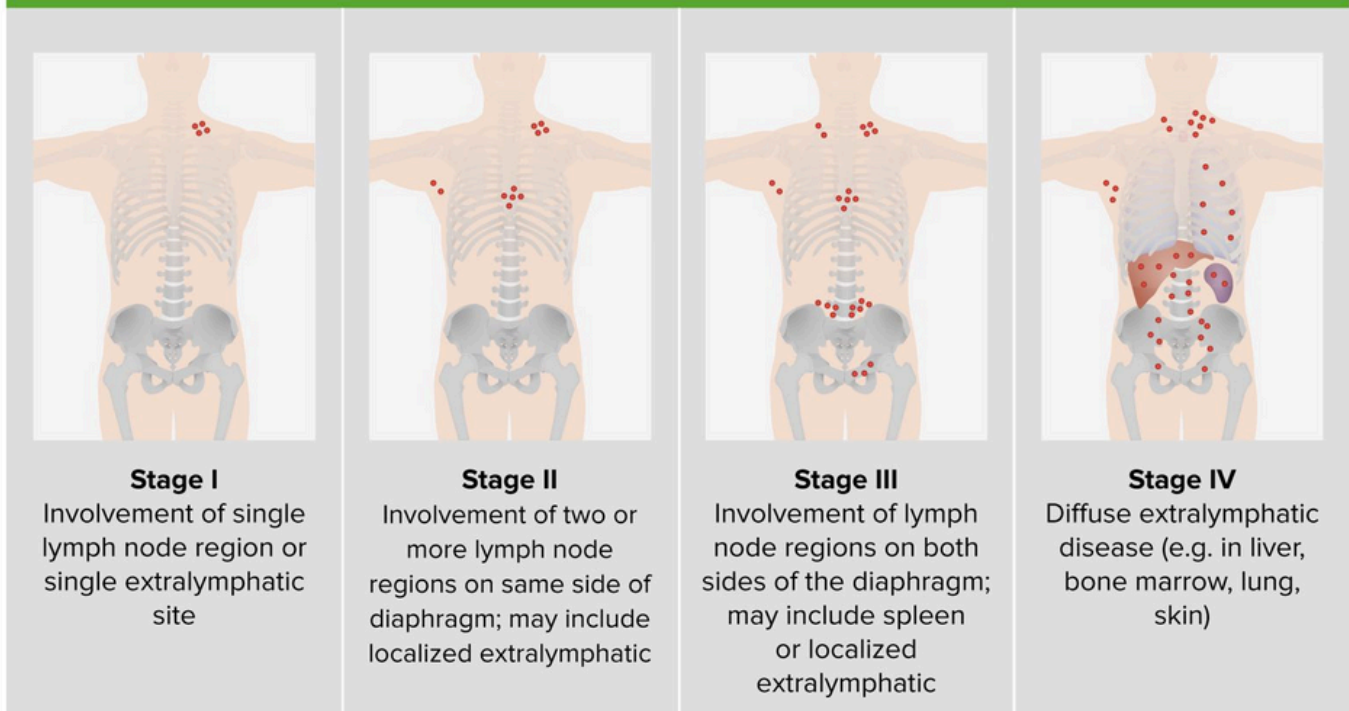 Stage I
Involvement of single
lymph node region or
single extralymphatic
site
Stage II
Involvement of two or
more lymph node
regions on same side of
diaphragm; may include
localized extralymphatic
Stage III
Involvement of lymph
node regions on both
sides of the diaphragm;
may include spleen
or localized
extralymphatic
Stage IV
Diffuse extralymphatic
disease (e.g. in liver,
bone marrow, lung,
skin)